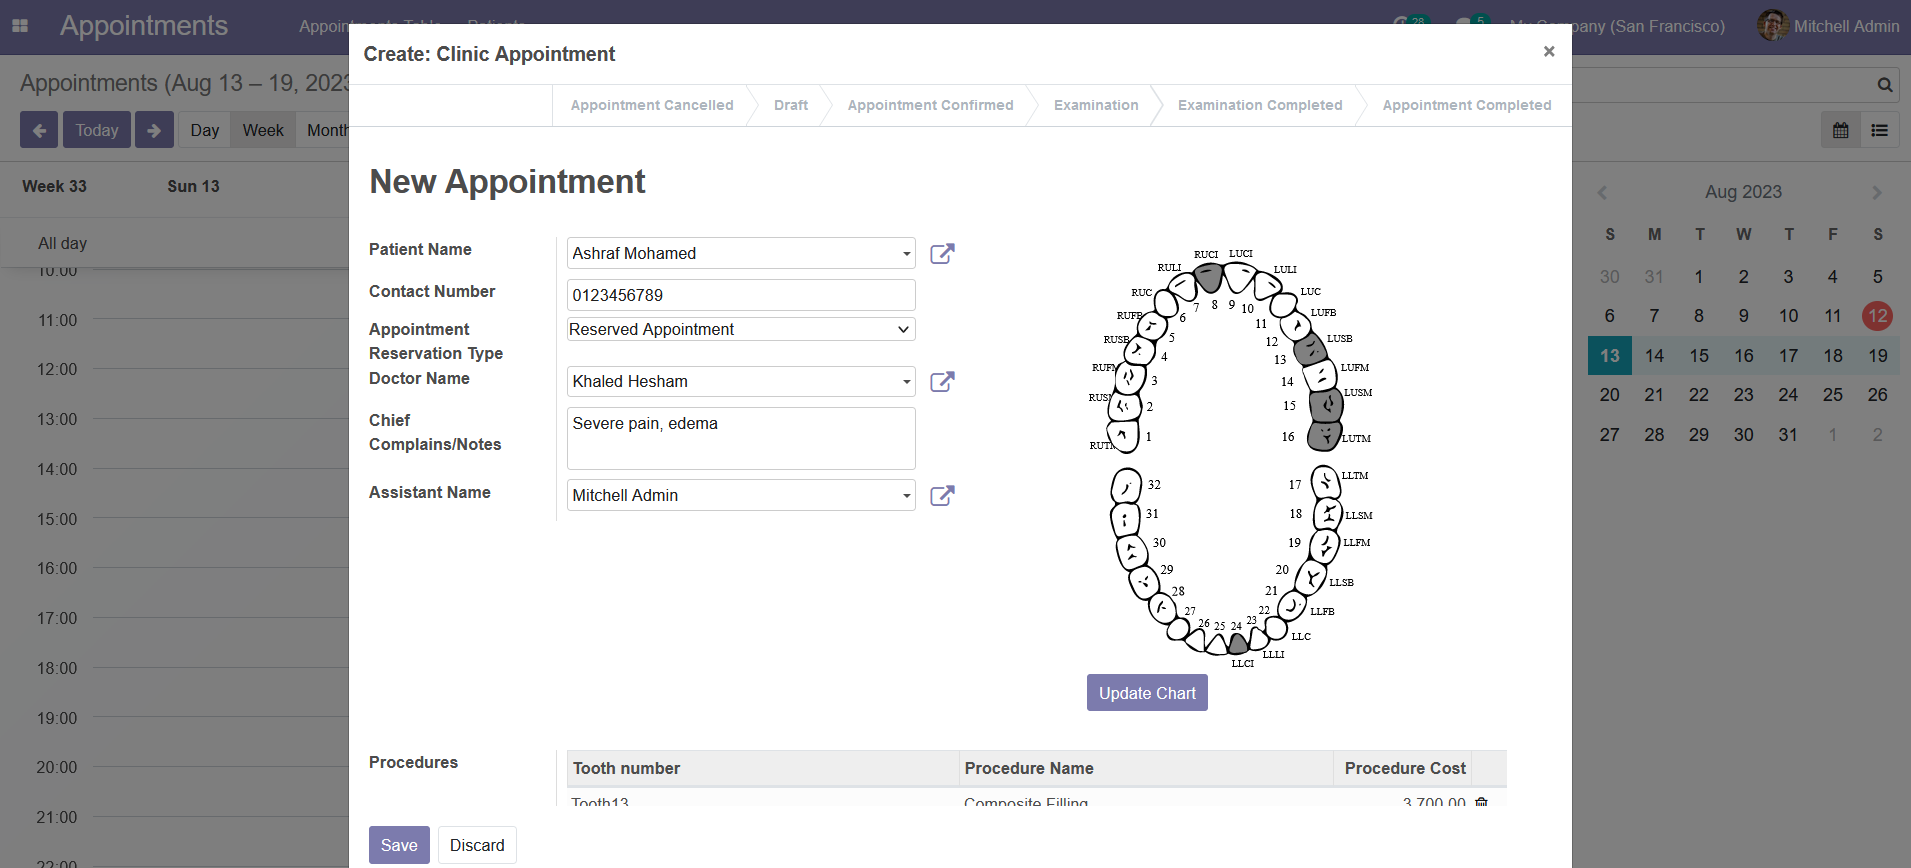 Appointments
28
5
pany (San Francisco)
Mitchell Admin
Create: Clinic Appointment
×
Appointments (Aug 13 – 19, 2023
Appointment Cancelled
Draft
Appointment Confirmed
Examination
Examination Completed
Appointment Completed
Today
Day
Week
Month
Week 33
Sun 13
All day
10:00
11:00
12:00
13:00
14:00
15:00
16:00
17:00
18:00
19:00
20:00
21:00
22:00
New Appointment
Patient Name
Ashraf Mohamed
Contact Number
0123456789
Appointment
Reservation Type
Reserved Appointment
Doctor Name
Khaled Hesham
Chief
Complains/Notes
Severe pain, edema
Assistant Name
Mitchell Admin
RUCI LUCI
RULI LULI
RUC LUC
RUFB LUFB
RUSB LUSB
RUFM LUFM
RUS LUSM
RUTM LUTM
7 8 9 10
6 11
5 12
4 13
3 14
2 15
1 16
32 17 LLTM
31 18 LLSM
30 19 LLFM
29 20 LLSB
28 21 LLFB
27 26 25 24 23 22
LLC
LLLI
LLCI
Update Chart
Procedures
Tooth number Procedure Name Procedure Cost
Tooth13 Composite Filling 3,700.00
Save
Discard
Aug 2023
S M T W T F S
30 31 1 2 3 4 5
6 7 8 9 10 11 12
13 14 15 16 17 18 19
20 21 22 23 24 25 26
27 28 29 30 31 1 2